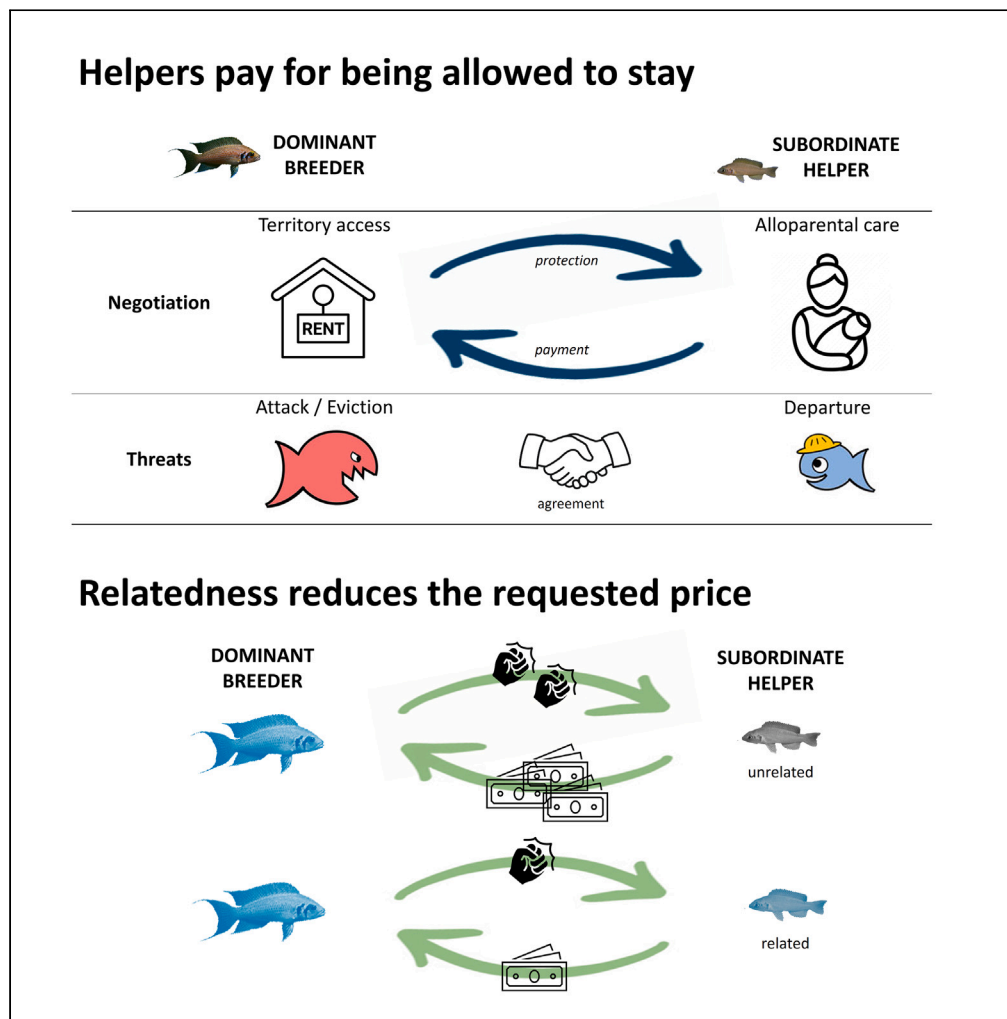 Helpers pay for being allowed to stay
DOMINANT
BREEDER
SUBORDINATE
HELPER
Territory access
Alloparental care
protection
Negotiation
RENT
payment
Attack / Eviction
Departure
Threats
agreement
Relatedness reduces the requested price
DOMINANT
BREEDER
SUBORDINATE
HELPER
unrelated
related